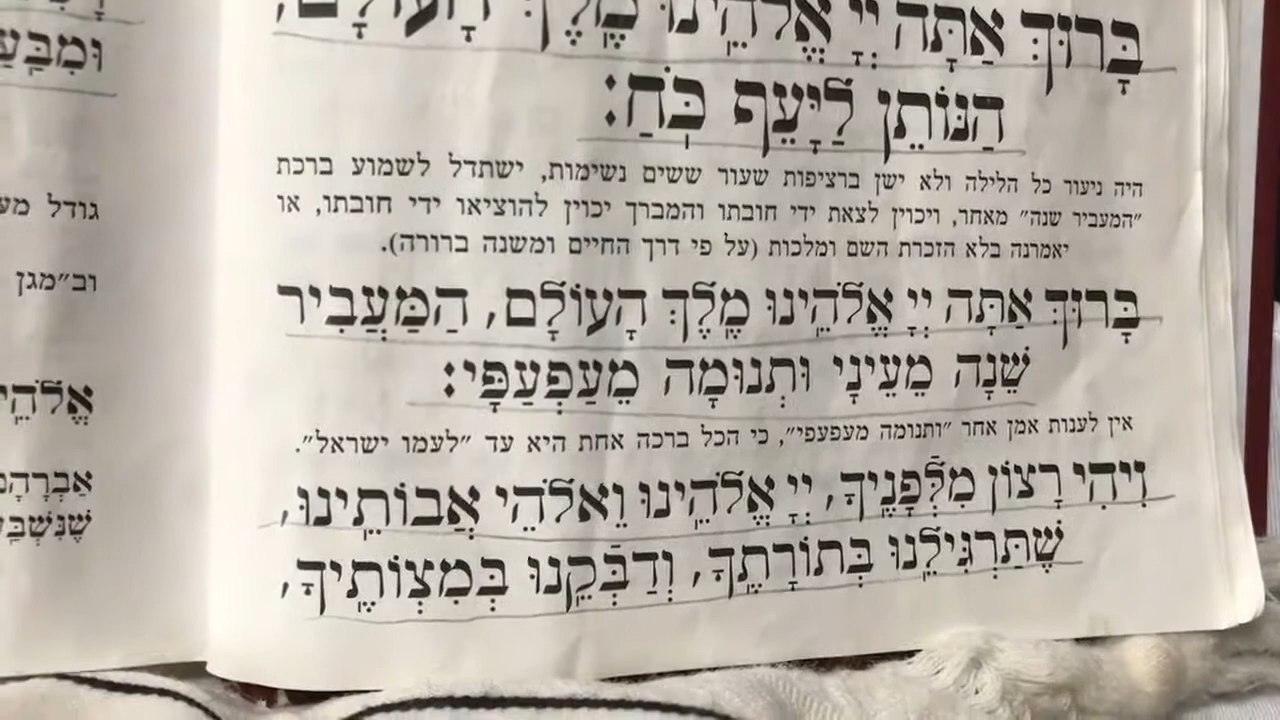 בָּרוּךְ אַתָּה יְיָ אֱלֹהֵינוּ מֶלֶךְ הָעוֹלָם,
הַנּוֹתֵן לַיָּעֵף כֹּחַ:
היה ניעור כל הלילה ולא ישן ברציפות שעור ששים נשימות, ישתדל לשמוע ברכת
״המעביר שנה״ מאחר, ויכוין לצאת ידי חובתו והמברך יכוין להוציאו ידי חובתו, או
יאמרנה בלא הזכרת השם ומלכות (על פי דרך החיים ומשנה ברורה).
בָּרוּךְ אַתָּה יְיָ אֱלֹהֵינוּ מֶלֶךְ הָעוֹלָם, הַמַּעֲבִיר
שֵׁנָה מֵעֵינָי וּתְנוּמָה מֵעַפְעַפָּי:
אין לענות אמן אחר ״ותנומה מעפעפי״, כי הכל ברכה אחת היא עד ״לעמו ישראל״.
וִיהִי רָצוֹן מִלְּפָנֶיךָ, יְיָ אֱלֹהֵינוּ וֵאלֹהֵי אֲבוֹתֵינוּ,
שֶׁתַּרְגִּילֵנוּ בְּתוֹרָתֶךָ, וְדַבְּקֵנוּ בְּמִצְוֹתֶיךָ,
גודל
וב״מגן